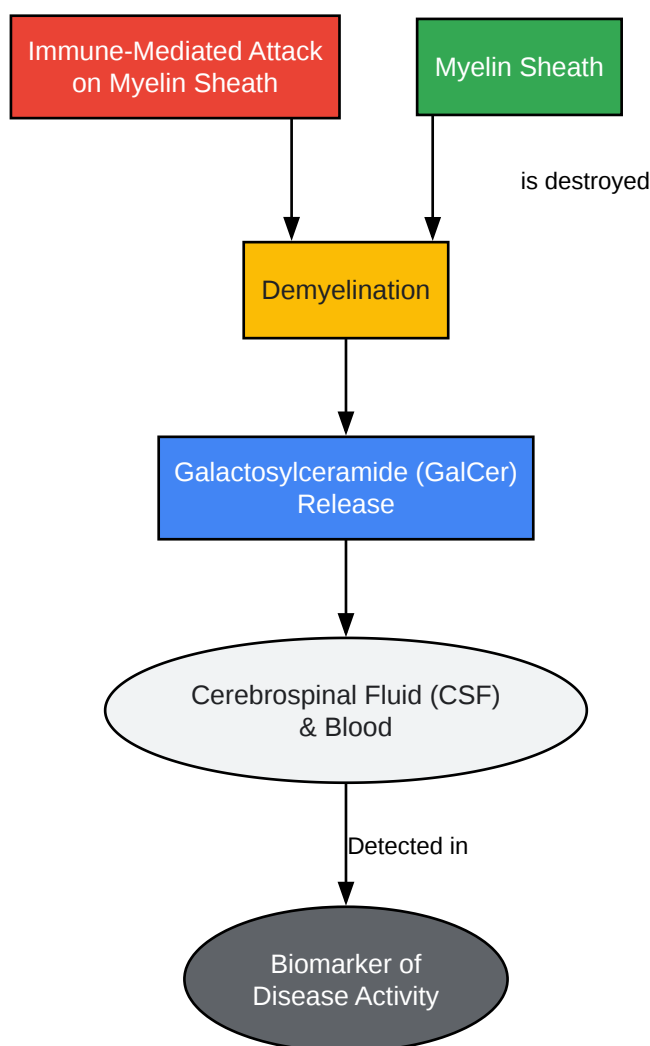 Immune-Mediated Attack
on Myelin Sheath
Myelin Sheath
is destroyed
Demyelination
Galactosylceramide (GalCer)
Release
Cerebrospinal Fluid (CSF)
& Blood
Detected in
Biomarker of
Disease Activity